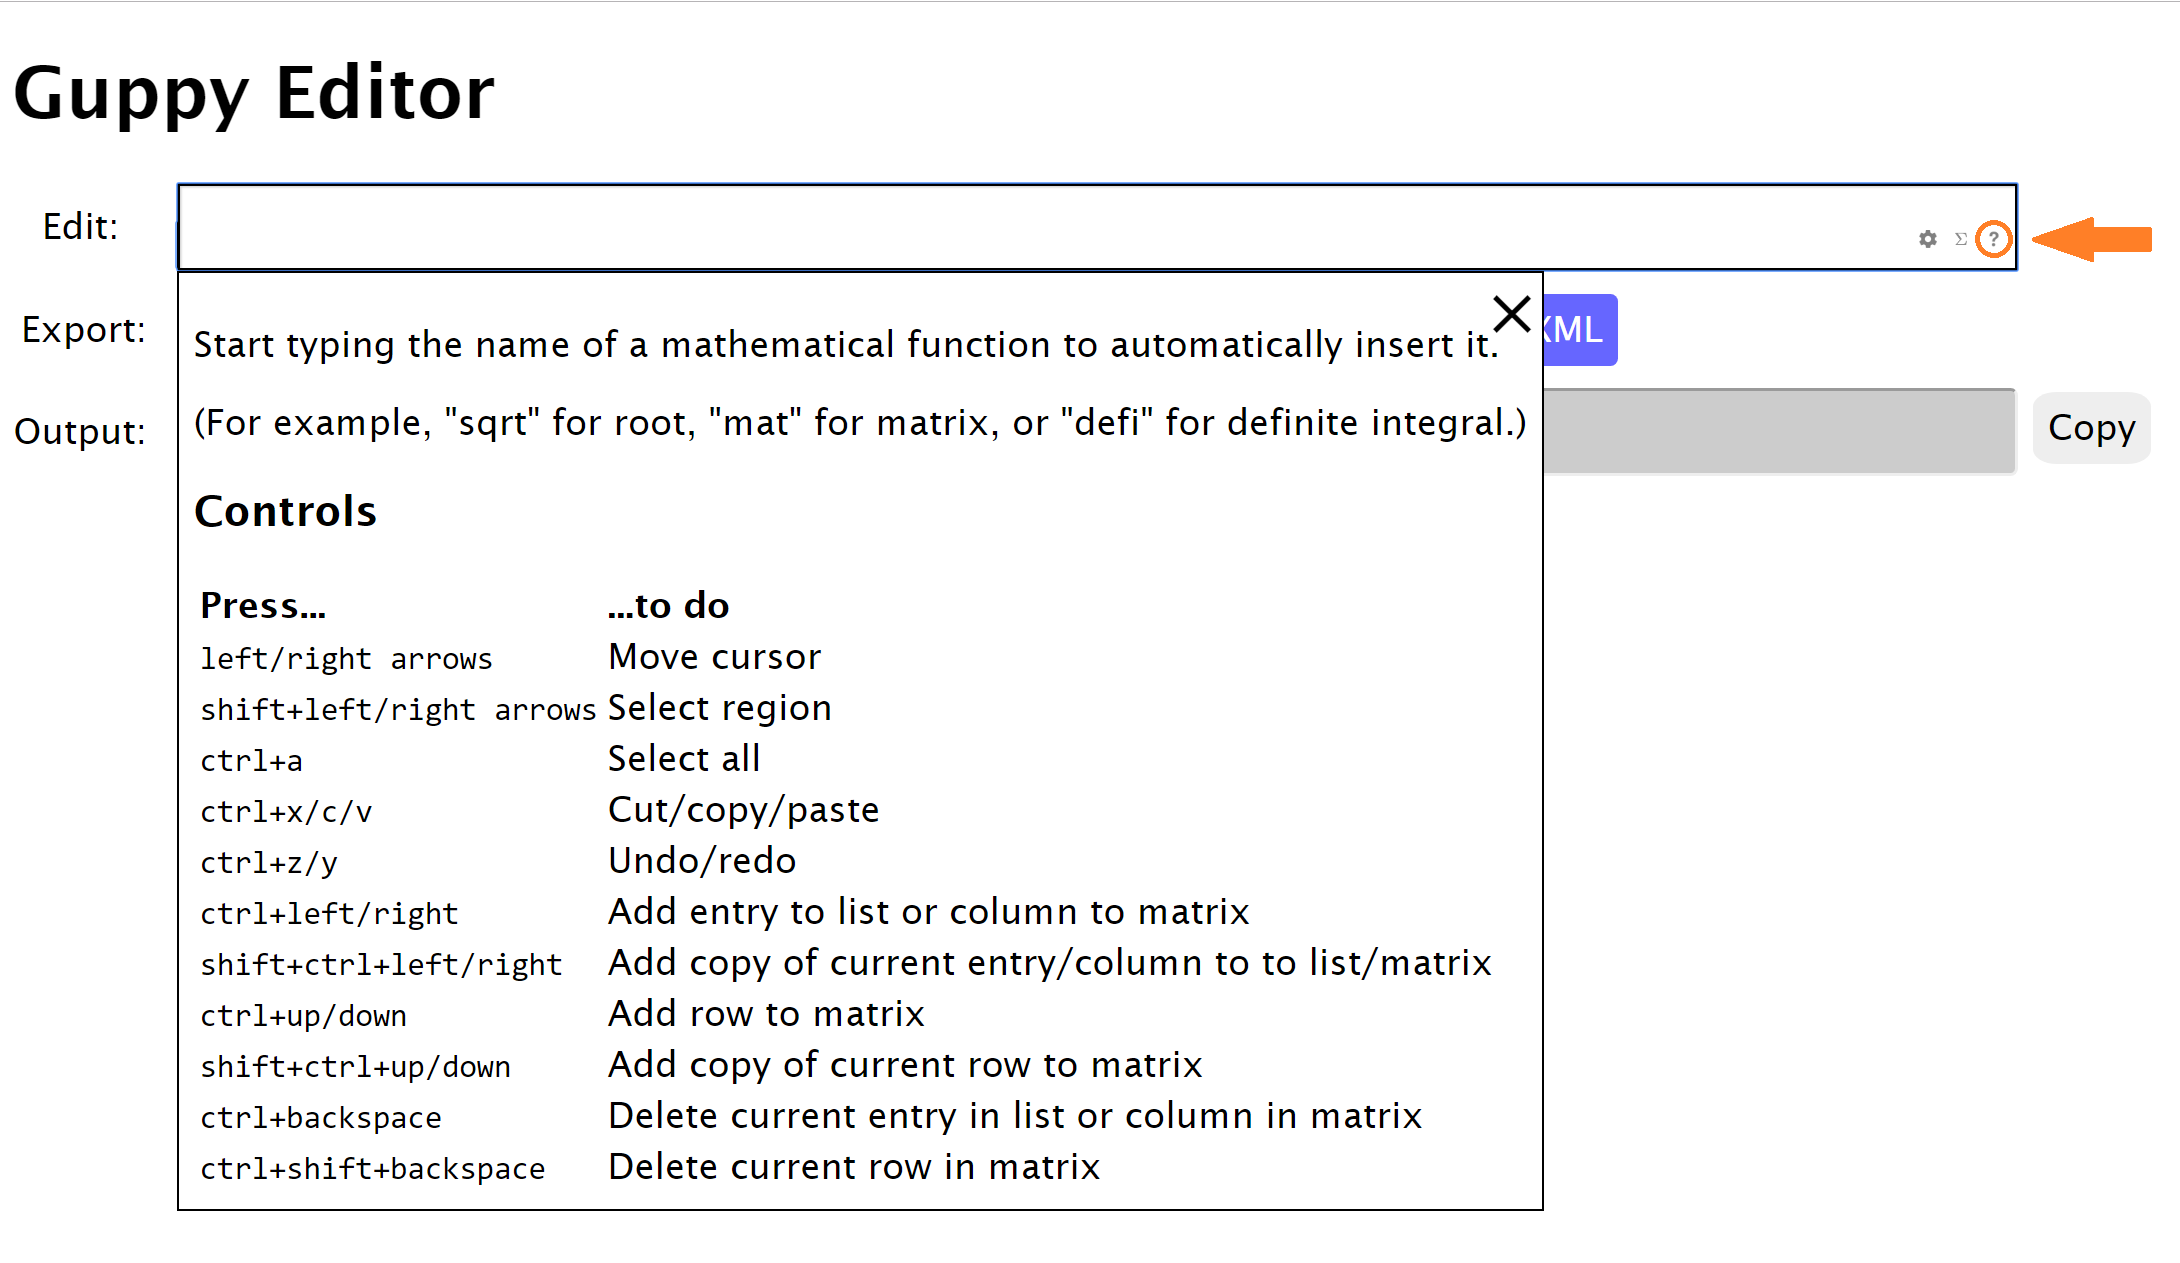 Guppy Editor
Edit:
Σ ?
Start typing the name of a mathematical function to automatically insert it.
(For example, "sqrt" for root, "mat" for matrix, or "defi" for definite integral.)
Controls
Press... ...to do
left/right arrows Move cursor
shift+left/right arrows Select region
ctrl+a Select all
ctrl+x/c/v Cut/copy/paste
ctrl+z/y Undo/redo
ctrl+left/right Add entry to list or column to matrix
shift+ctrl+left/right Add copy of current entry/column to to list/matrix
ctrl+up/down Add row to matrix
shift+ctrl+up/down Add copy of current row to matrix
ctrl+backspace Delete current entry in list or column in matrix
ctrl+shift+backspace Delete current row in matrix
Export:
XML
Output:
Copy